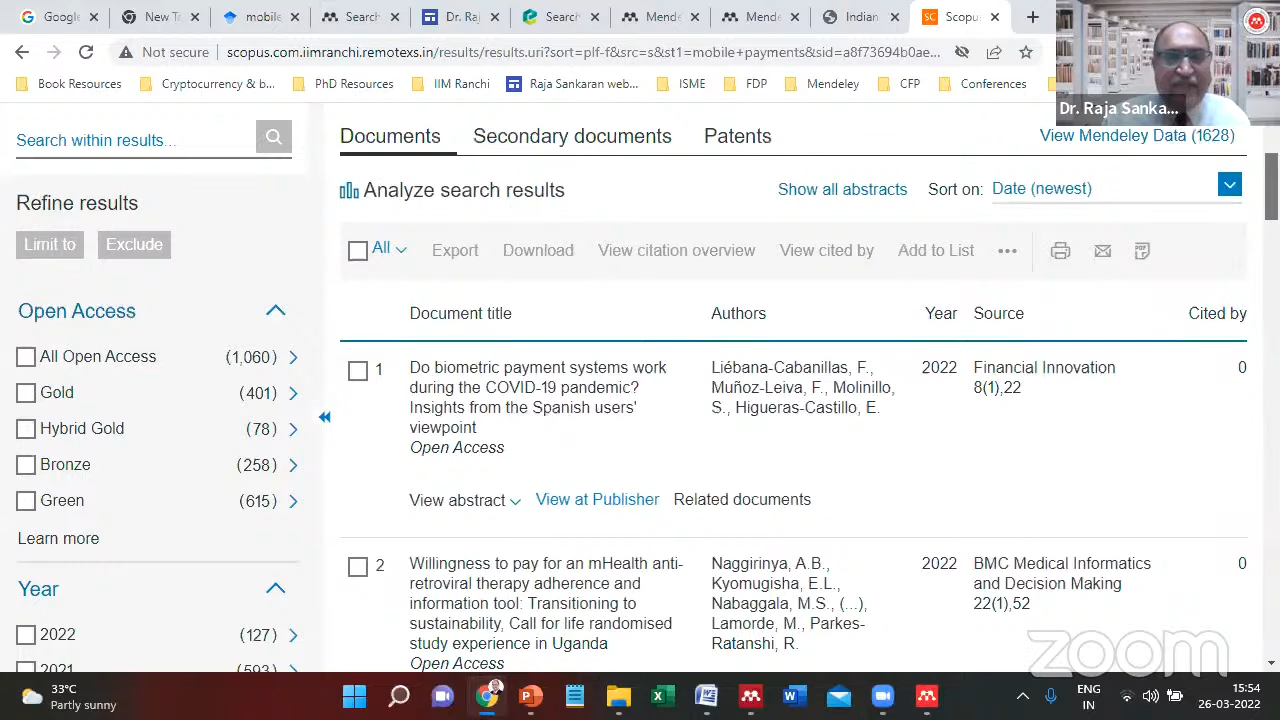 Google
New T
mobile
Search
Dr. Raj
Search
Mende
Mende
Indian
SC
Scopus
Not secure
scopus.com.iimranchi.remotexs.in/results/results.uri?sort=plf-f&src=s&st1=mobile+payments&sid=a8f73694b0ae...
Book Resources
Cryptocurrency & b...
PhD Resources
IIM Ranchi
Raja Sankaran web...
ISME
FDP
Mendeley
CFP
Conferences
Dr. Raja Sanka...
Search within results...
Documents
Secondary documents
Patents
View Mendeley Data (1628)
Refine results
Analyze search results
Show all abstracts
Sort on:
Date (newest)
Limit to
Exclude
All
Export
Download
View citation overview
View cited by
Add to List
Open Access
All Open Access (1,060)
Gold (401)
Hybrid Gold (78)
Bronze (258)
Green (615)
Learn more
Year
2022 (127)
2021 (593)
Document title Authors Year Source Cited by
1 Do biometric payment systems work
during the COVID-19 pandemic?
Insights from the Spanish users'
viewpoint
Open Access
Liébana-Cabanillas, F.,
Muñoz-Leiva, F., Molinillo,
S., Higueras-Castillo, E.
2022
Financial Innovation
8(1),22
0
View abstract
View at Publisher
Related documents
2 Willingness to pay for an mHealth anti-
retroviral therapy adherence and
information tool: Transitioning to
sustainability, Call for life randomised
study experience in Uganda
Open Access
Naggirinya, A.B.,
Kyomugisha, E.L.,
Nabaggala, M.S., (...),
Lamorde, M., Parkes-
Ratanshi, R.
2022
BMC Medical Informatics
and Decision Making
22(1),52
0
zoom
33°C
Partly sunny
ENG
IN
15:54
26-03-2022